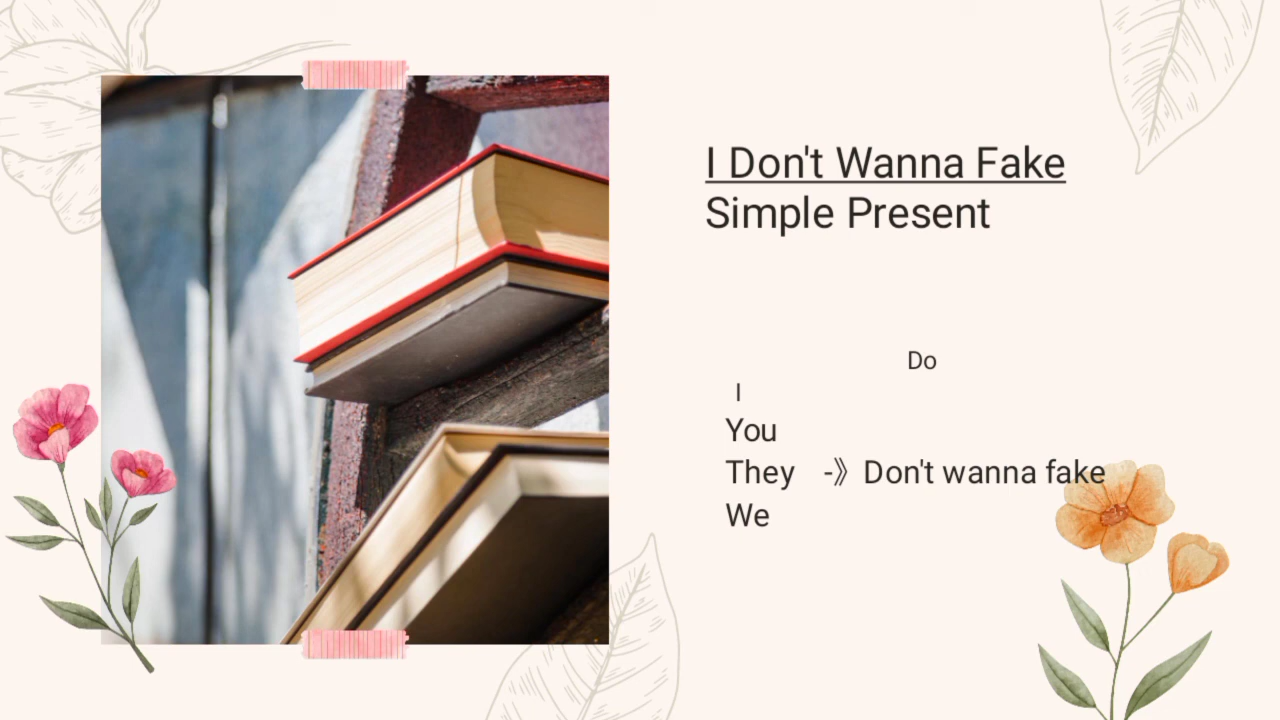 I Don't Wanna Fake
Simple Present
Do
I
You
They -》Don't wanna fake
We